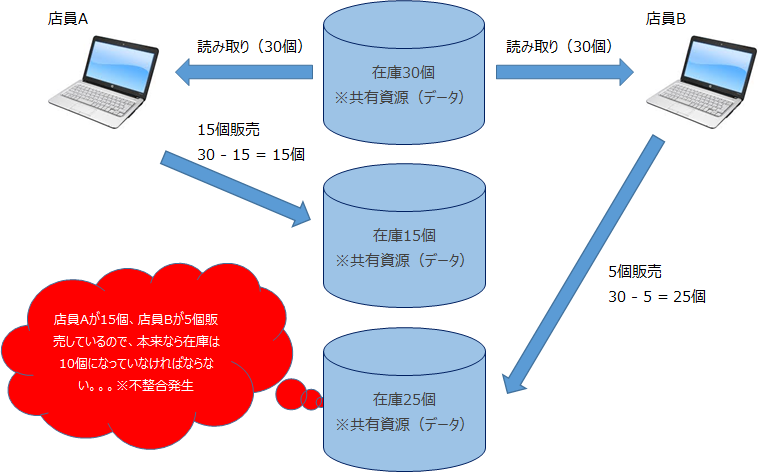 店員A
店員B
読み取り（30個）
読み取り（30個）
在庫30個
※共有資源（データ）
15個販売
30 - 15 = 15個
在庫15個
※共有資源（データ）
5個販売
30 - 5 = 25個
店員Aが15個、店員Bが5個販
売しているので、本来なら在庫は
10個になっていなければならな
い。。。※不整合発生
在庫25個
※共有資源（データ）